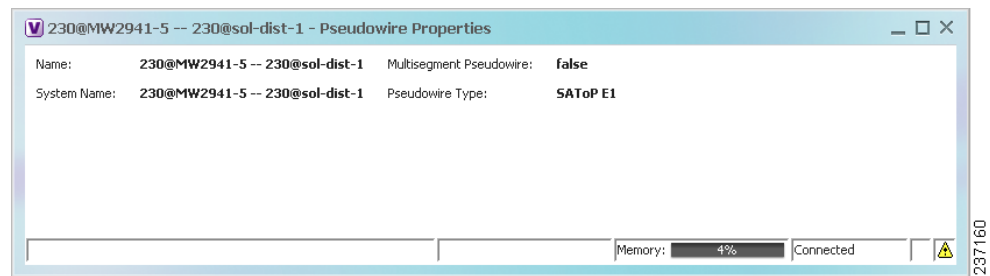 V 230@MW2941-5 -- 230@sol-dist-1 - Pseudowire Properties
Name: 230@MW2941-5 -- 230@sol-dist-1 Multisegment Pseudowire: false
System Name: 230@MW2941-5 -- 230@sol-dist-1 Pseudowire Type: SAToP E1
Memory: 4% Connected
237160